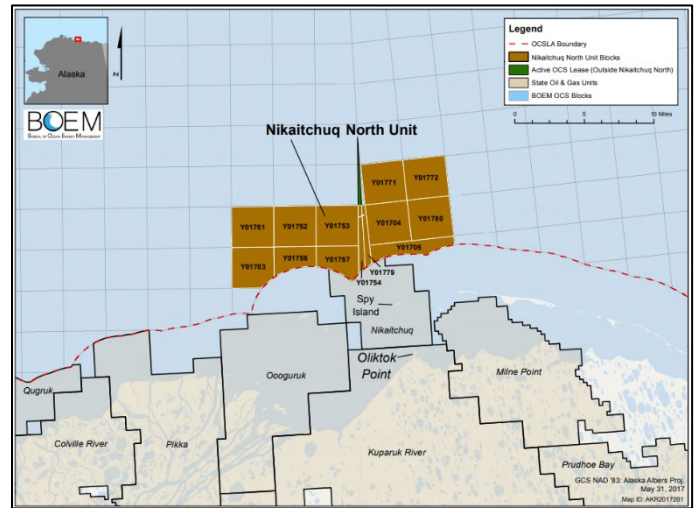 Alaska
N
BOEM
BUREAU OF OCEAN ENERGY MANAGEMENT
Legend
OCSLA Boundary
Nikaitchuq North Unit Blocks
Active OCS Lease (Outside Nikaitchuq North)
State Oil & Gas Units
BOEM OCS Blocks
0 5 10 Miles
Nikaitchuq North Unit
Y01771
Y01772
Y01751
Y01752
Y01753
Y01704
Y01780
Y01705
Y01703
Y01756
Y01757
Y01779
Y01754
Spy
Island
Nikaitchuq
Oliktok
Point
Qugruk
Oooguruk
Milne Point
Colville River
Pikka
Kuparuk River
Prudhoe Bay
GCS NAD '83: Alaska Albers Proj.
May 31, 2017
Map ID: AKR2017201